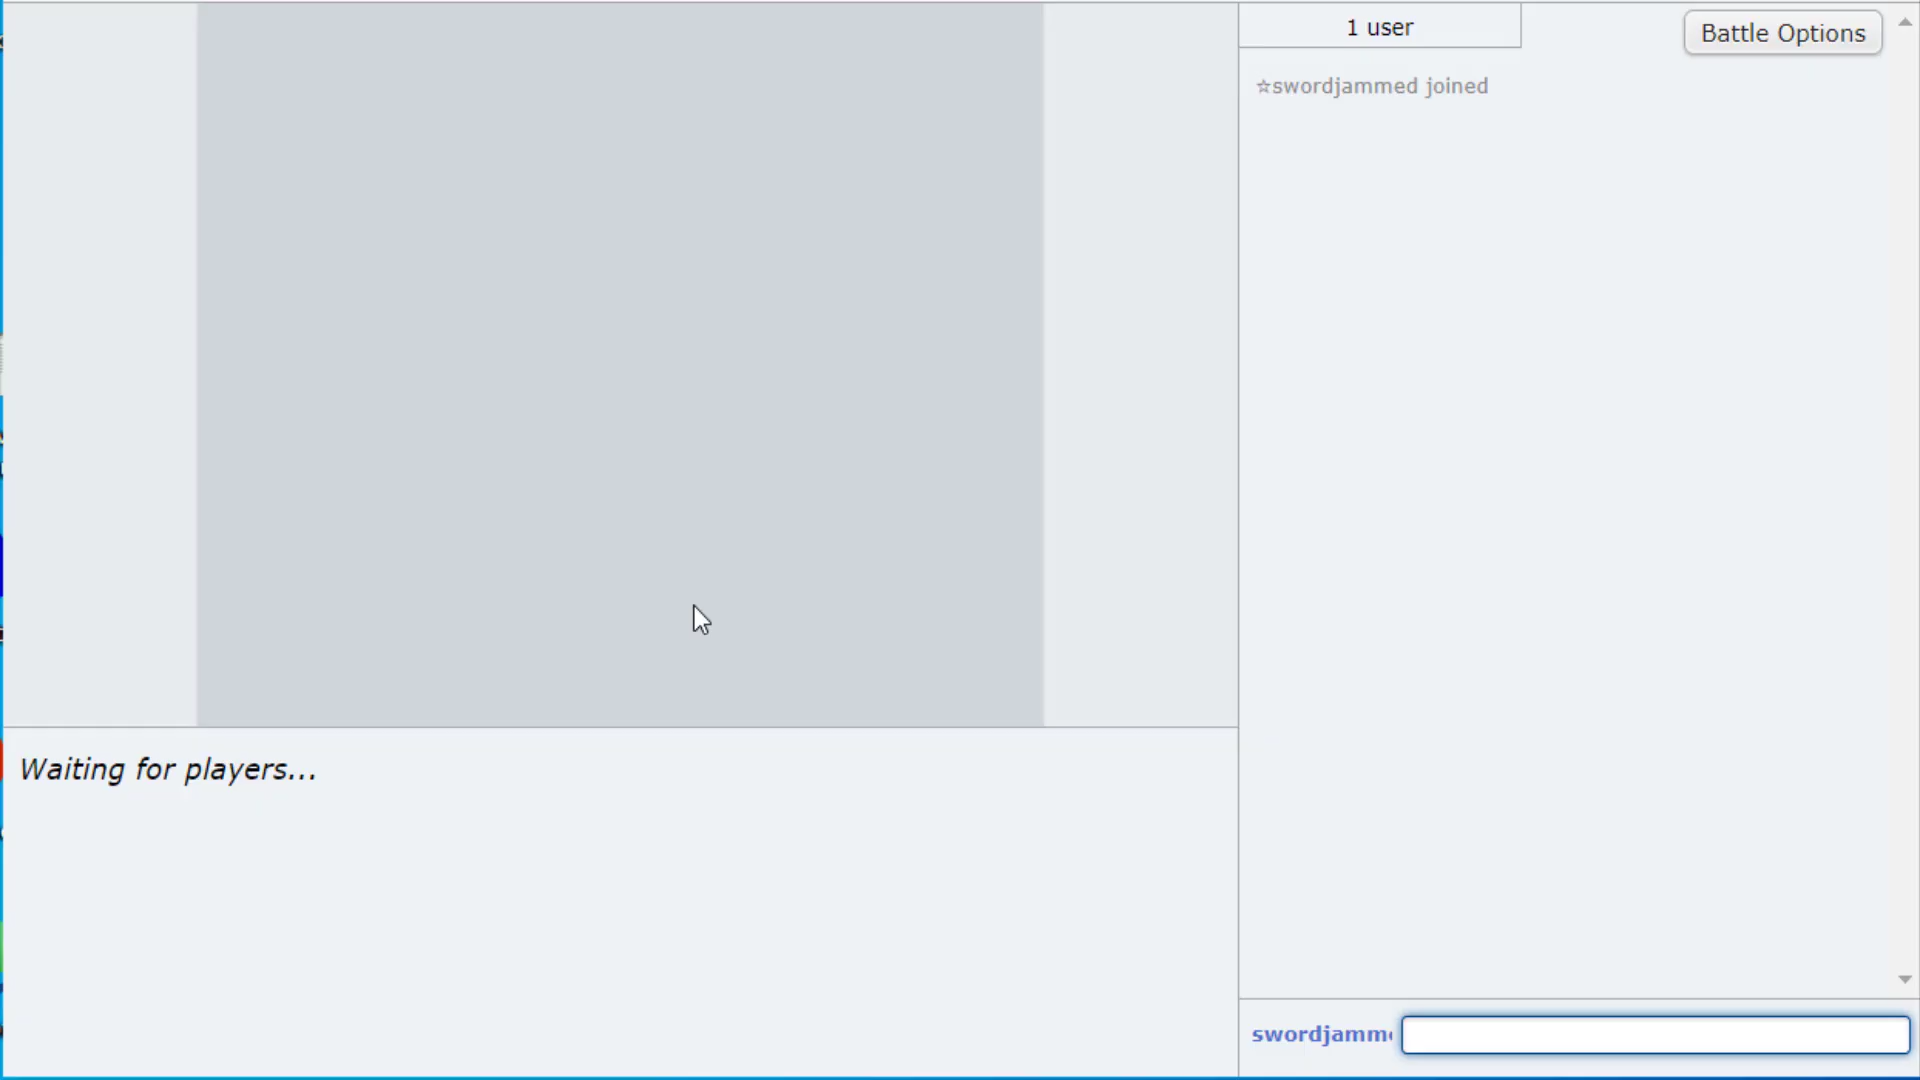 1 user
Battle Options
☆swordjammed joined
Waiting for players...
swordjamm